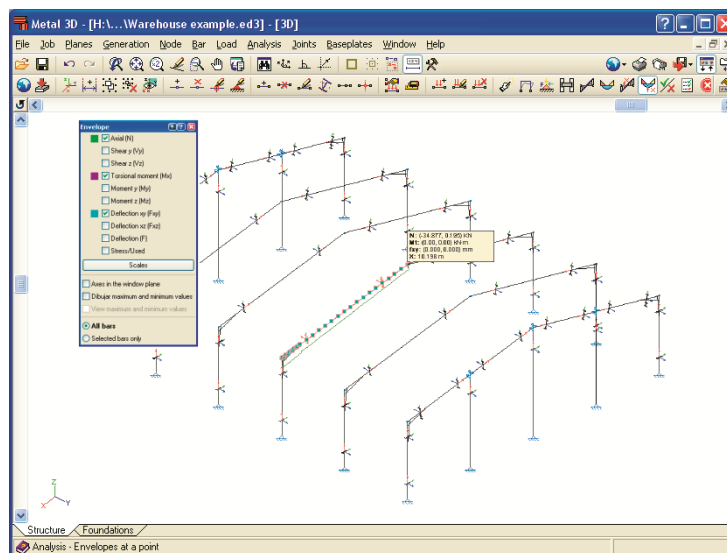 Metal 3D - [H:\...\Warehouse example.ed3] - [3D]
File Job Planes Generation Node Bar Load Analysis Joints Baseplates Window Help
Envelope
Axial (N)
Shear y (Vy)
Shear z (Vz)
Torsional moment (Mx)
Moment y (My)
Moment z (Mz)
Deflection xy (Fxy)
Deflection xz (Fxz)
Deflection (F)
Stress/Used
Scales
Axes in the window plane
Dibujar maximum and minimum values
View maximum and minimum values
All bars
Selected bars only
N: (-34.877, 0.195) kN
Mt: (0.00, 0.00) kN·m
fxy: (0.000, 0.000) mm
X: 10.198 m
Z
X
Y
Structure Foundations
Analysis - Envelopes at a point